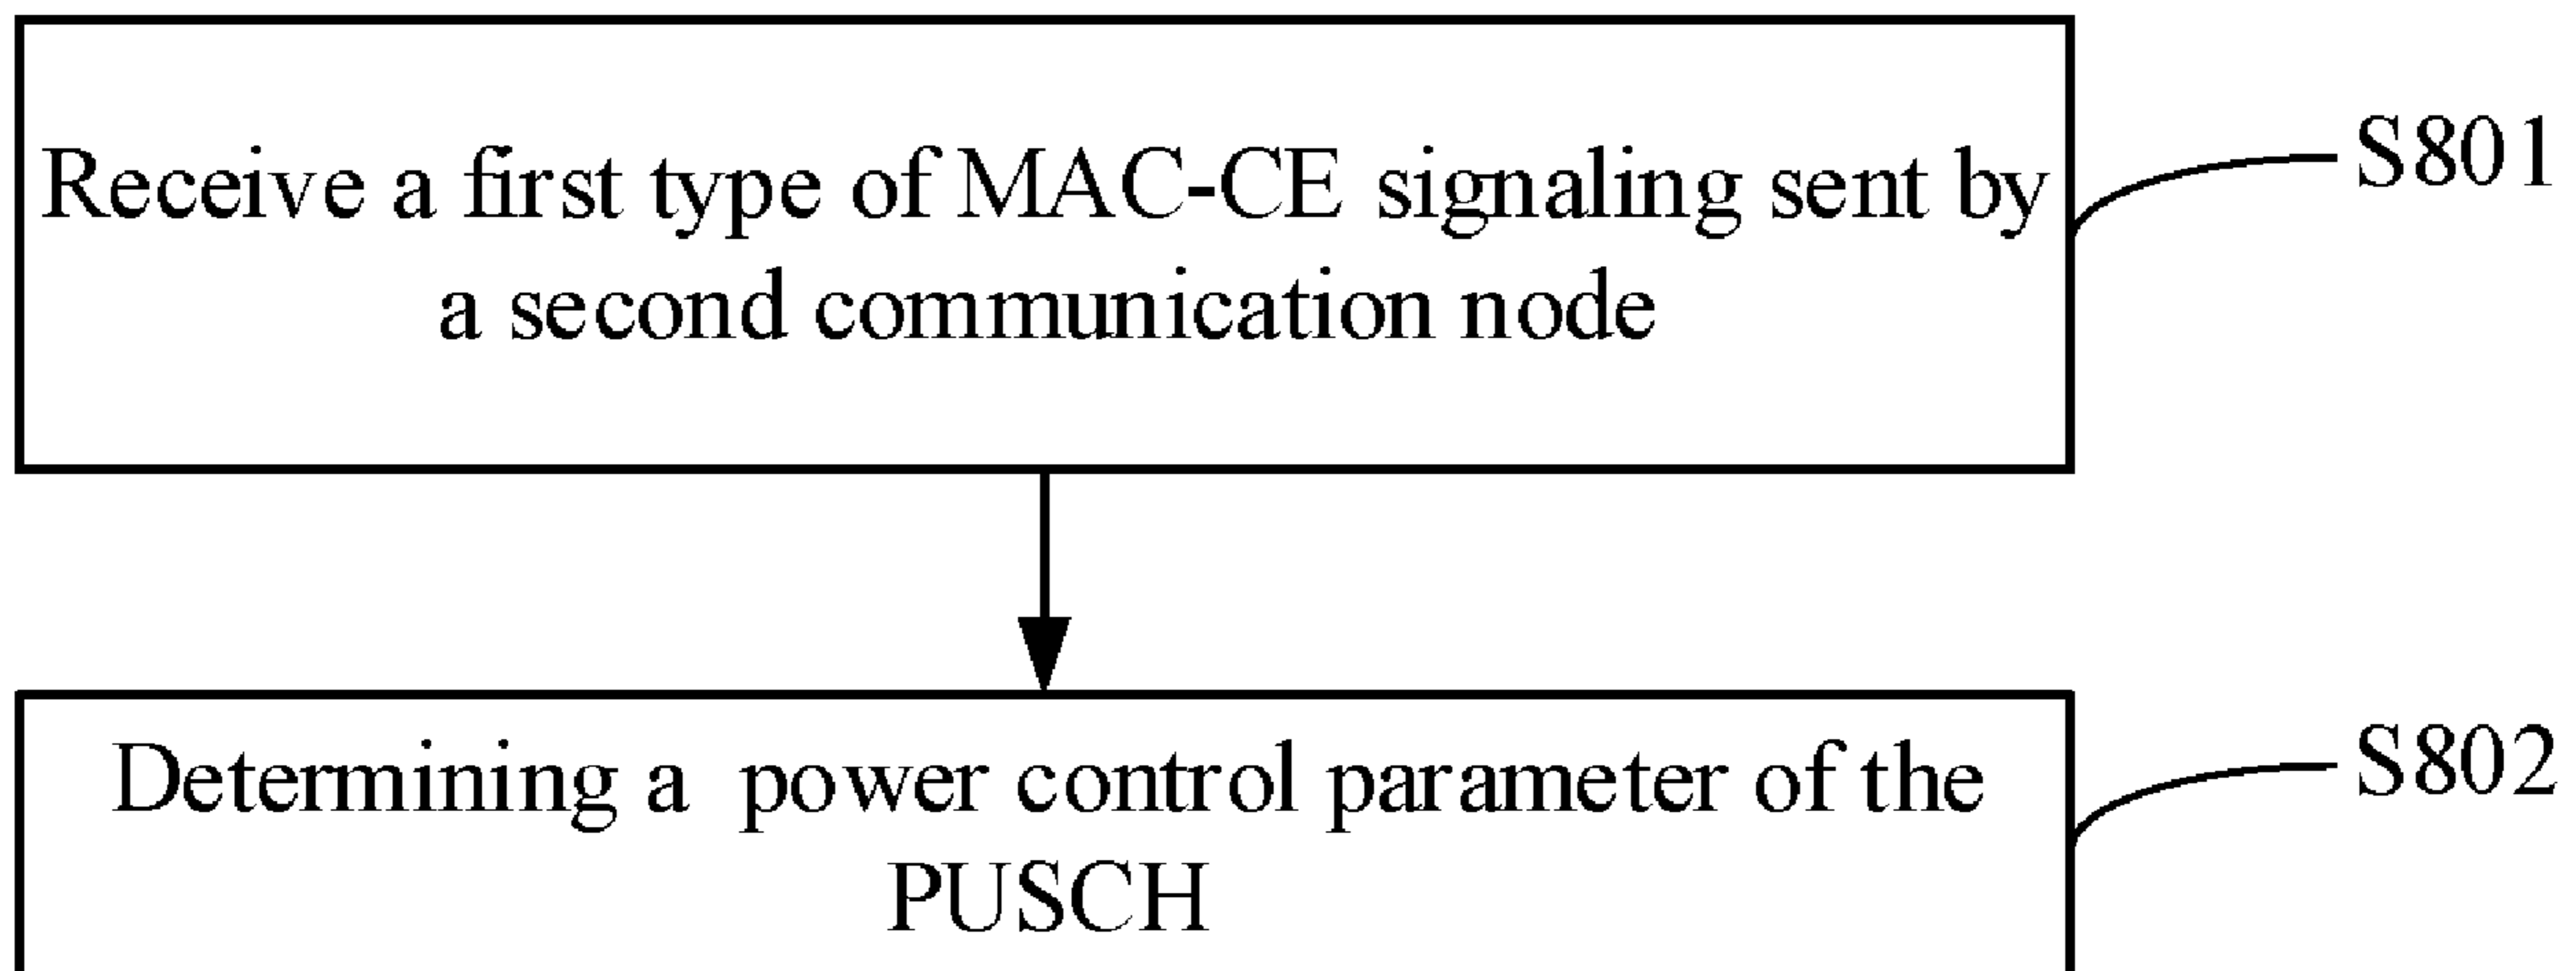 Receive a first type of MAC-CE signaling sent by
a second communication node
S801
Determining a power control parameter of the
PUSCH
S802